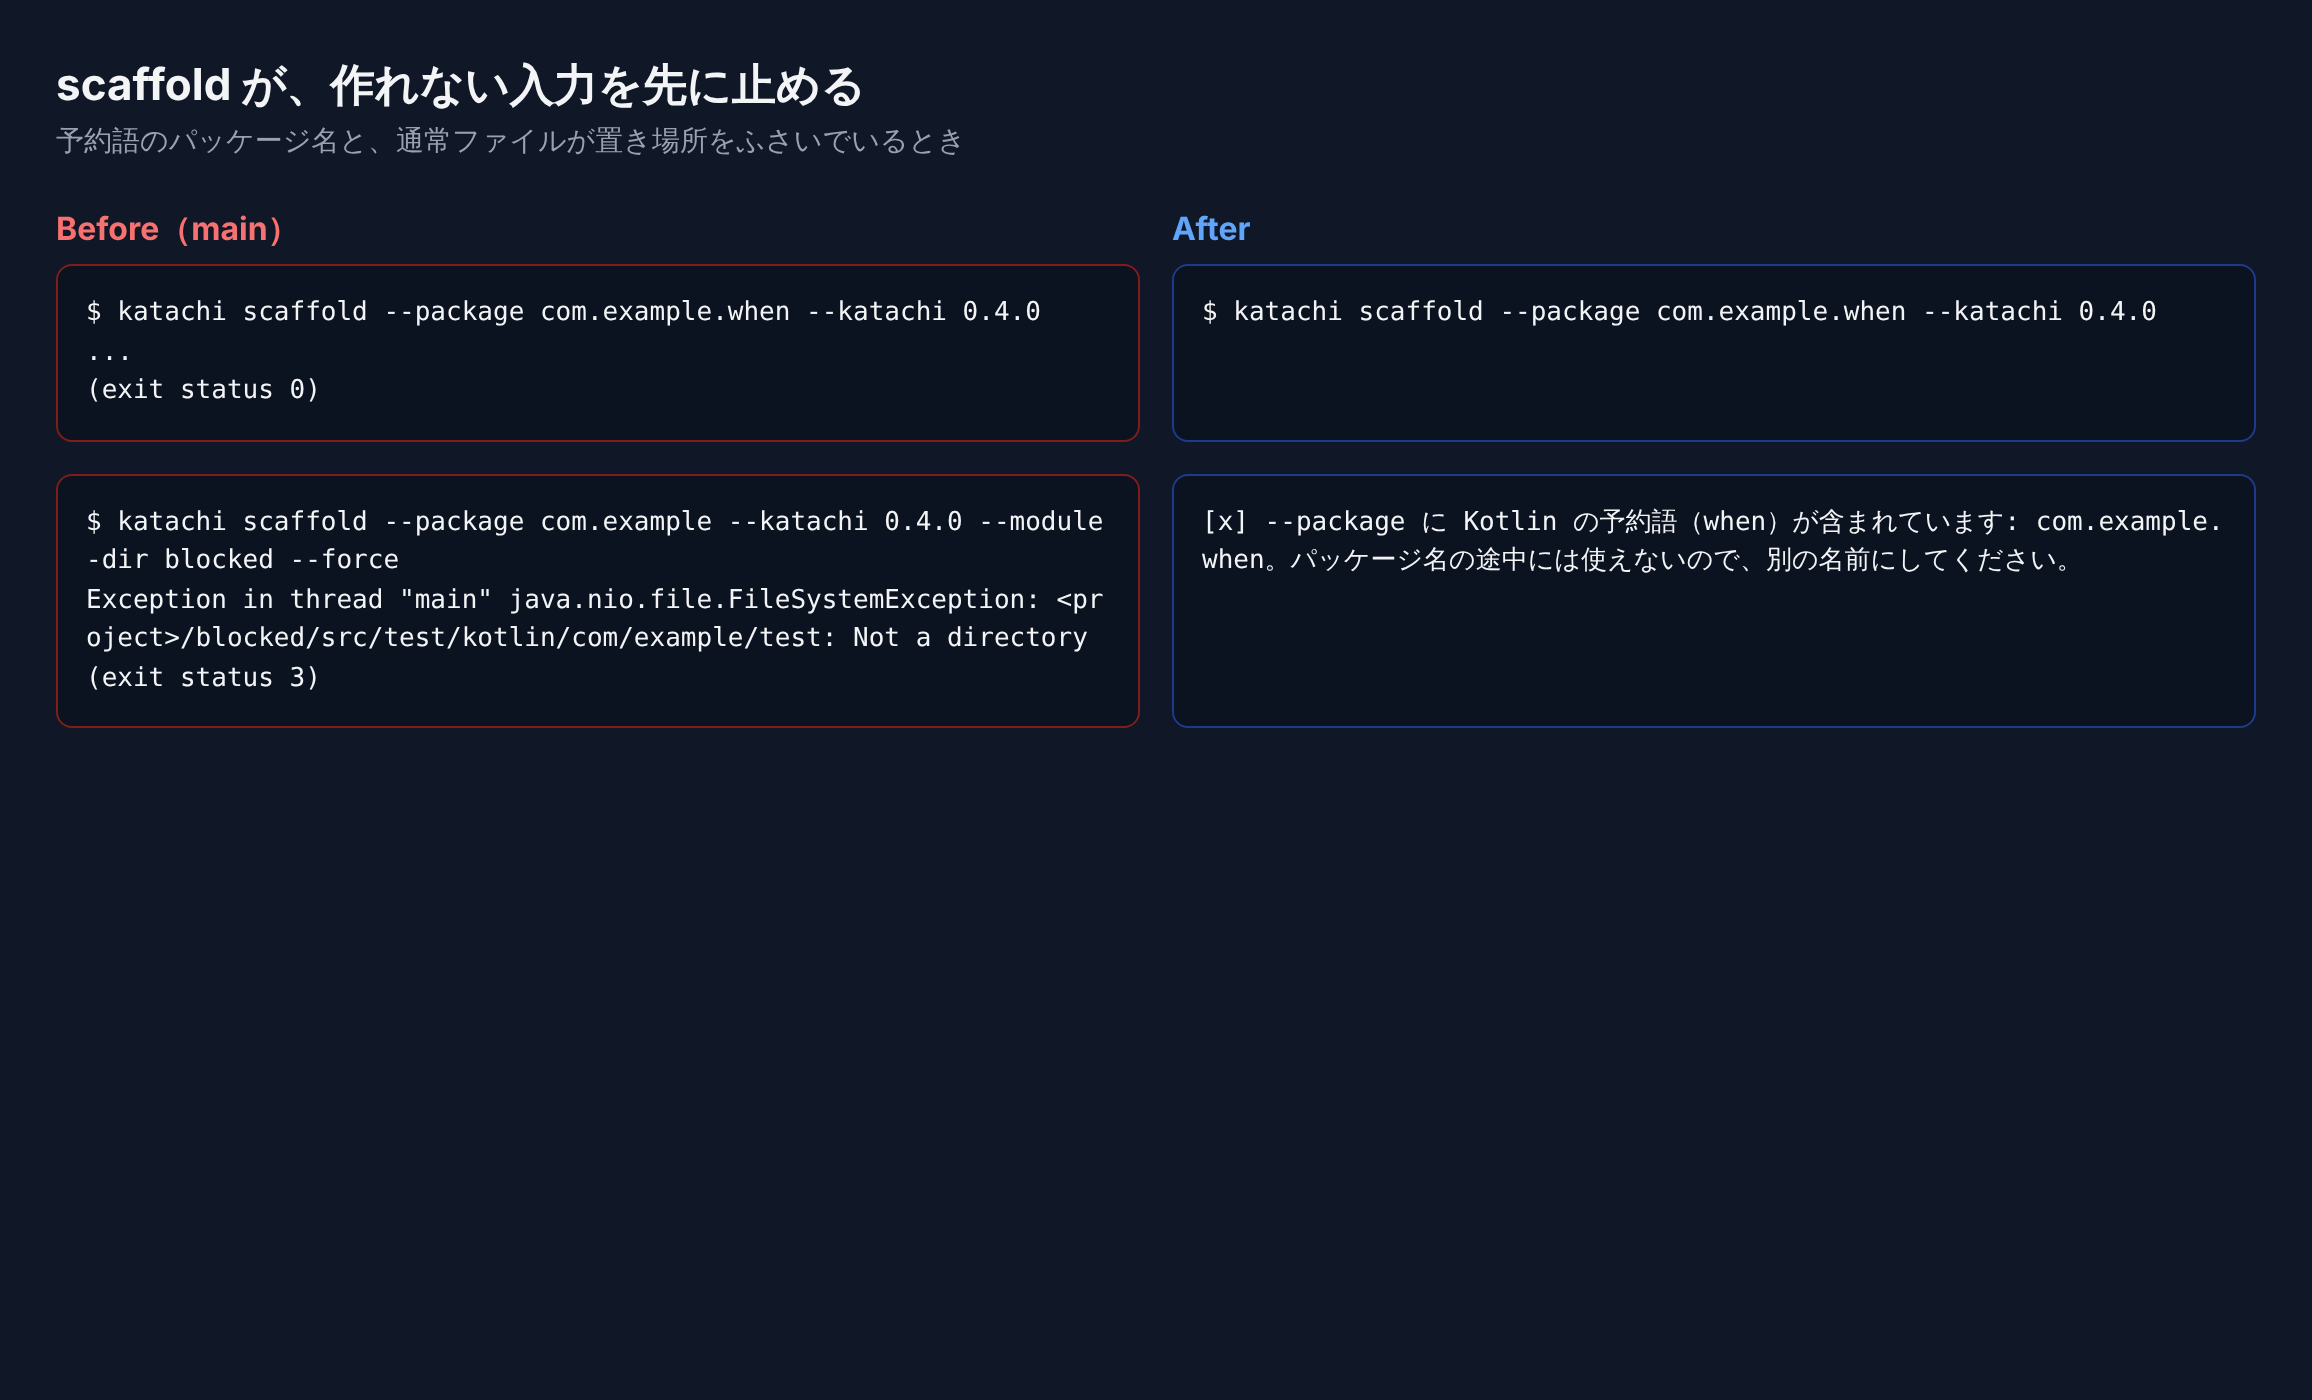 scaffold が、作れない入力を先に止める
予約語のパッケージ名と、通常ファイルが置き場所をふさいでいるとき
Before（main）
$ katachi scaffold --package com.example.when --katachi 0.4.0
...
(exit status 0)
After
$ katachi scaffold --package com.example.when --katachi 0.4.0
$ katachi scaffold --package com.example --katachi 0.4.0 --module
-dir blocked --force
Exception in thread "main" java.nio.file.FileSystemException: <pr
oject>/blocked/src/test/kotlin/com/example/test: Not a directory
(exit status 3)
[x] --package に Kotlin の予約語（when）が含まれています: com.example.
when。パッケージ名の途中には使えないので、別の名前にしてください。